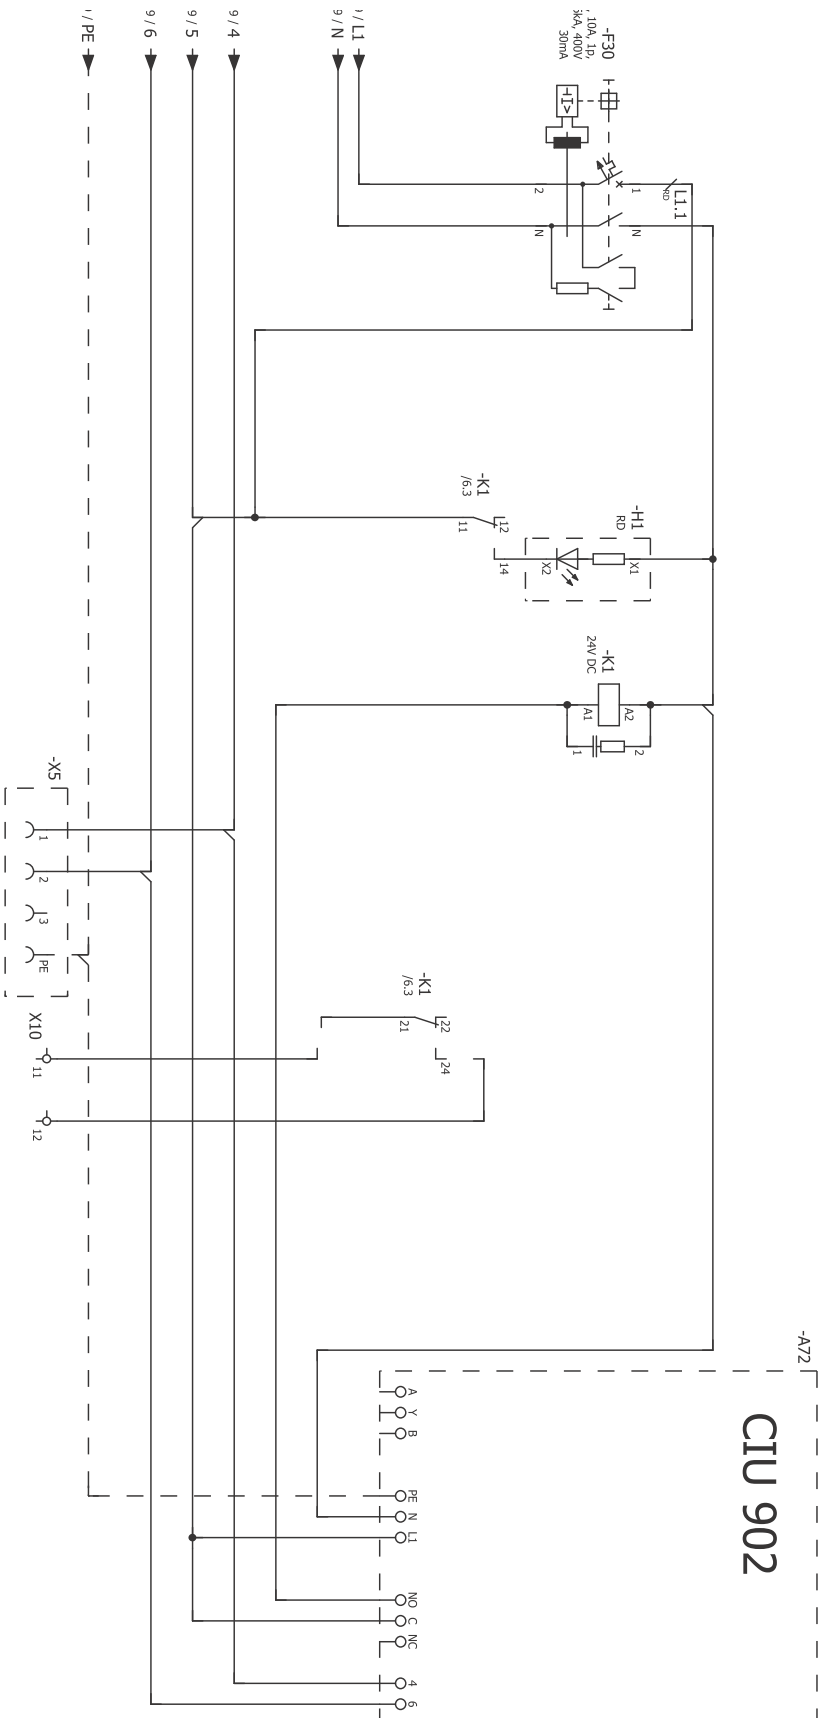 / PE
9 / 6
9 / 5
9 / 4
9 / N
/ L1
-F30
, 10A, 1p,
kA, 400V
30mA
I>
2
1
RD
L1.1
N
N
-K1
/6.3
11
12
14
-H1
RD
X2
X1
-K1
24V DC
A1
A2
1
2
-X5
1
2
3
PE
-K1
/6.3
21
22
24
X10
11
12
-A72
CIU 902
A
Y
B
PE
N
L1
NO
C
NC
4
6